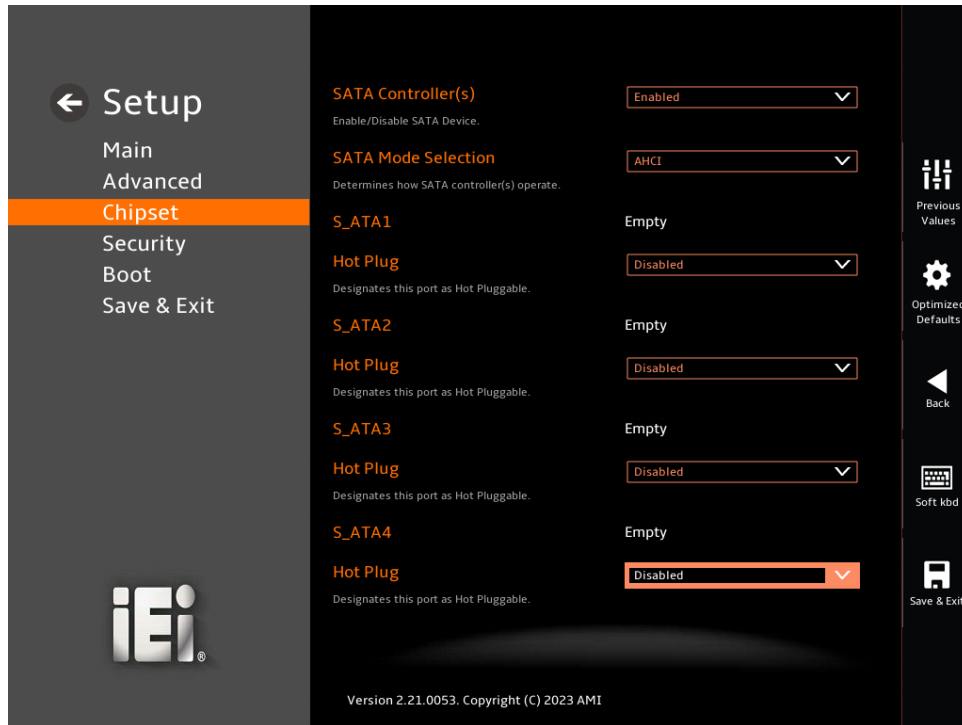 Setup
Main
Advanced
Chipset
Security
Boot
Save & Exit
iEi®
SATA Controller(s)
Enabled
Enable/Disable SATA Device.
SATA Mode Selection
AHCI
Determines how SATA controller(s) operate.
S_ATA1
Empty
Hot Plug
Disabled
Designates this port as Hot Pluggable.
S_ATA2
Empty
Hot Plug
Disabled
Designates this port as Hot Pluggable.
S_ATA3
Empty
Hot Plug
Disabled
Designates this port as Hot Pluggable.
S_ATA4
Empty
Hot Plug
Disabled
Designates this port as Hot Pluggable.
Version 2.21.0053. Copyright (C) 2023 AMI
Previous
Values
Optimized
Defaults
Back
Soft kbd
Save & Exit